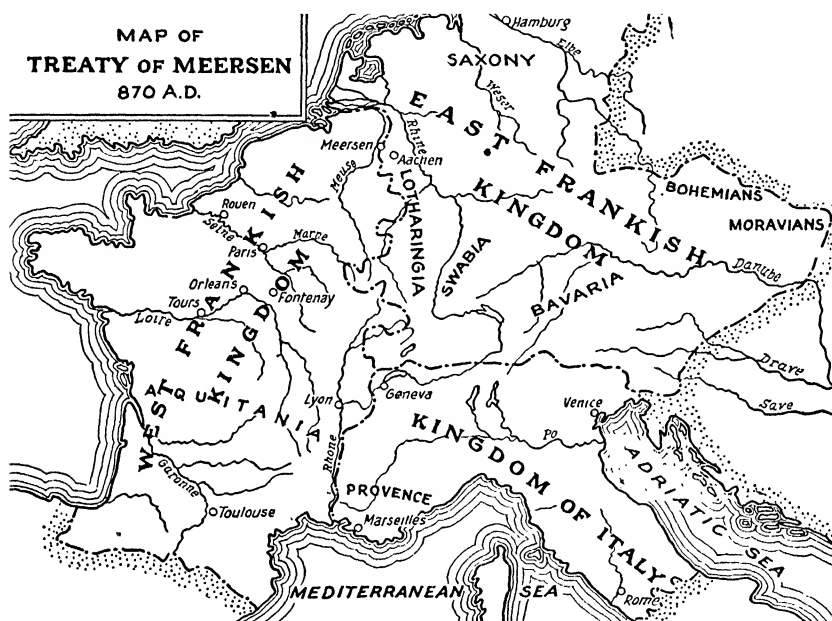 MAP OF
TREATY OF MEERSEN
870 A.D.
Hamburg
Elbe
SAXONY
Weser
EAST FRANKISH
KINGDOM
Rhine
Meersen
Aachen
Meuse
LOTHARINGIA
BOHEMIANS
MORAVIANS
Rouen
Seine
Paris
Marne
SWABIA
BAVARIA
Danube
Orleans
Fontenay
Tours
Loire
WEST FRANKISH
KINGDOM
AQUITANIA
Lyon
Geneva
Venice
Drave
Save
Po
KINGDOM OF ITALY
Garonne
Rhone
PROVENCE
Toulouse
Marseilles
ADRIATIC SEA
MEDITERRANEAN SEA
Rome